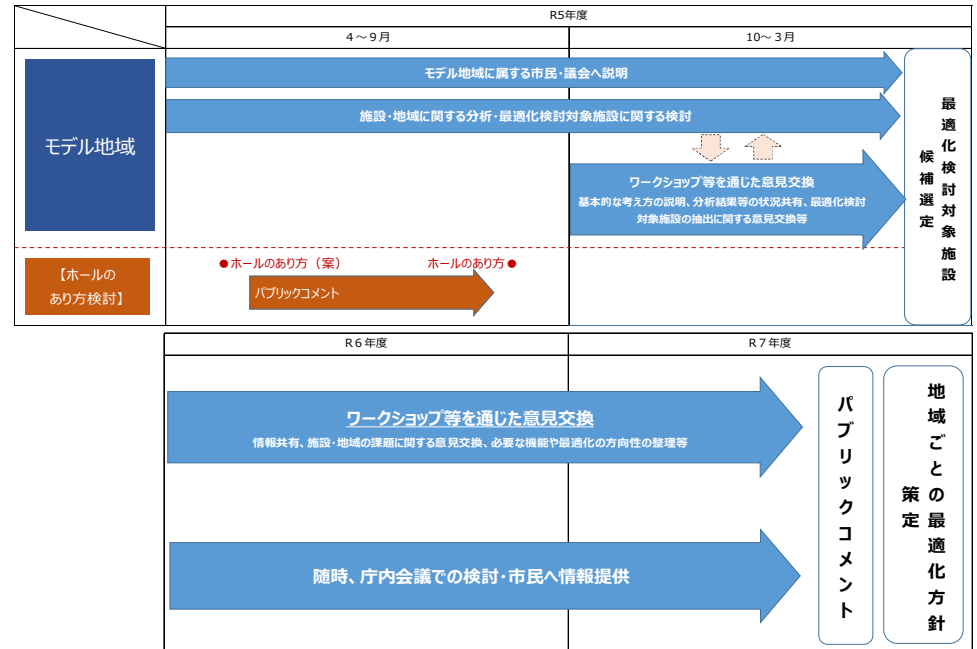 R5年度
4～9月
10～3月
モデル地域
モデル地域に属する市民・議会へ説明
施設・地域に関する分析・最適化検討対象施設に関する検討
ワークショップ等を通じた意見交換
基本的な考え方の説明、分析結果等の状況共有、最適化検討
対象施設の抽出に関する意見交換等
最適化検討対象施設
候補選定
【ホールの
あり方検討】
●ホールのあり方（案）
ホールのあり方●
パブリックコメント
R6年度
R7年度
ワークショップ等を通じた意見交換
情報共有、施設・地域の課題に関する意見交換、必要な機能や最適化の方向性の整理等
随時、庁内会議での検討・市民へ情報提供
パブリックコメント
地域ごとの最適化方針
策定